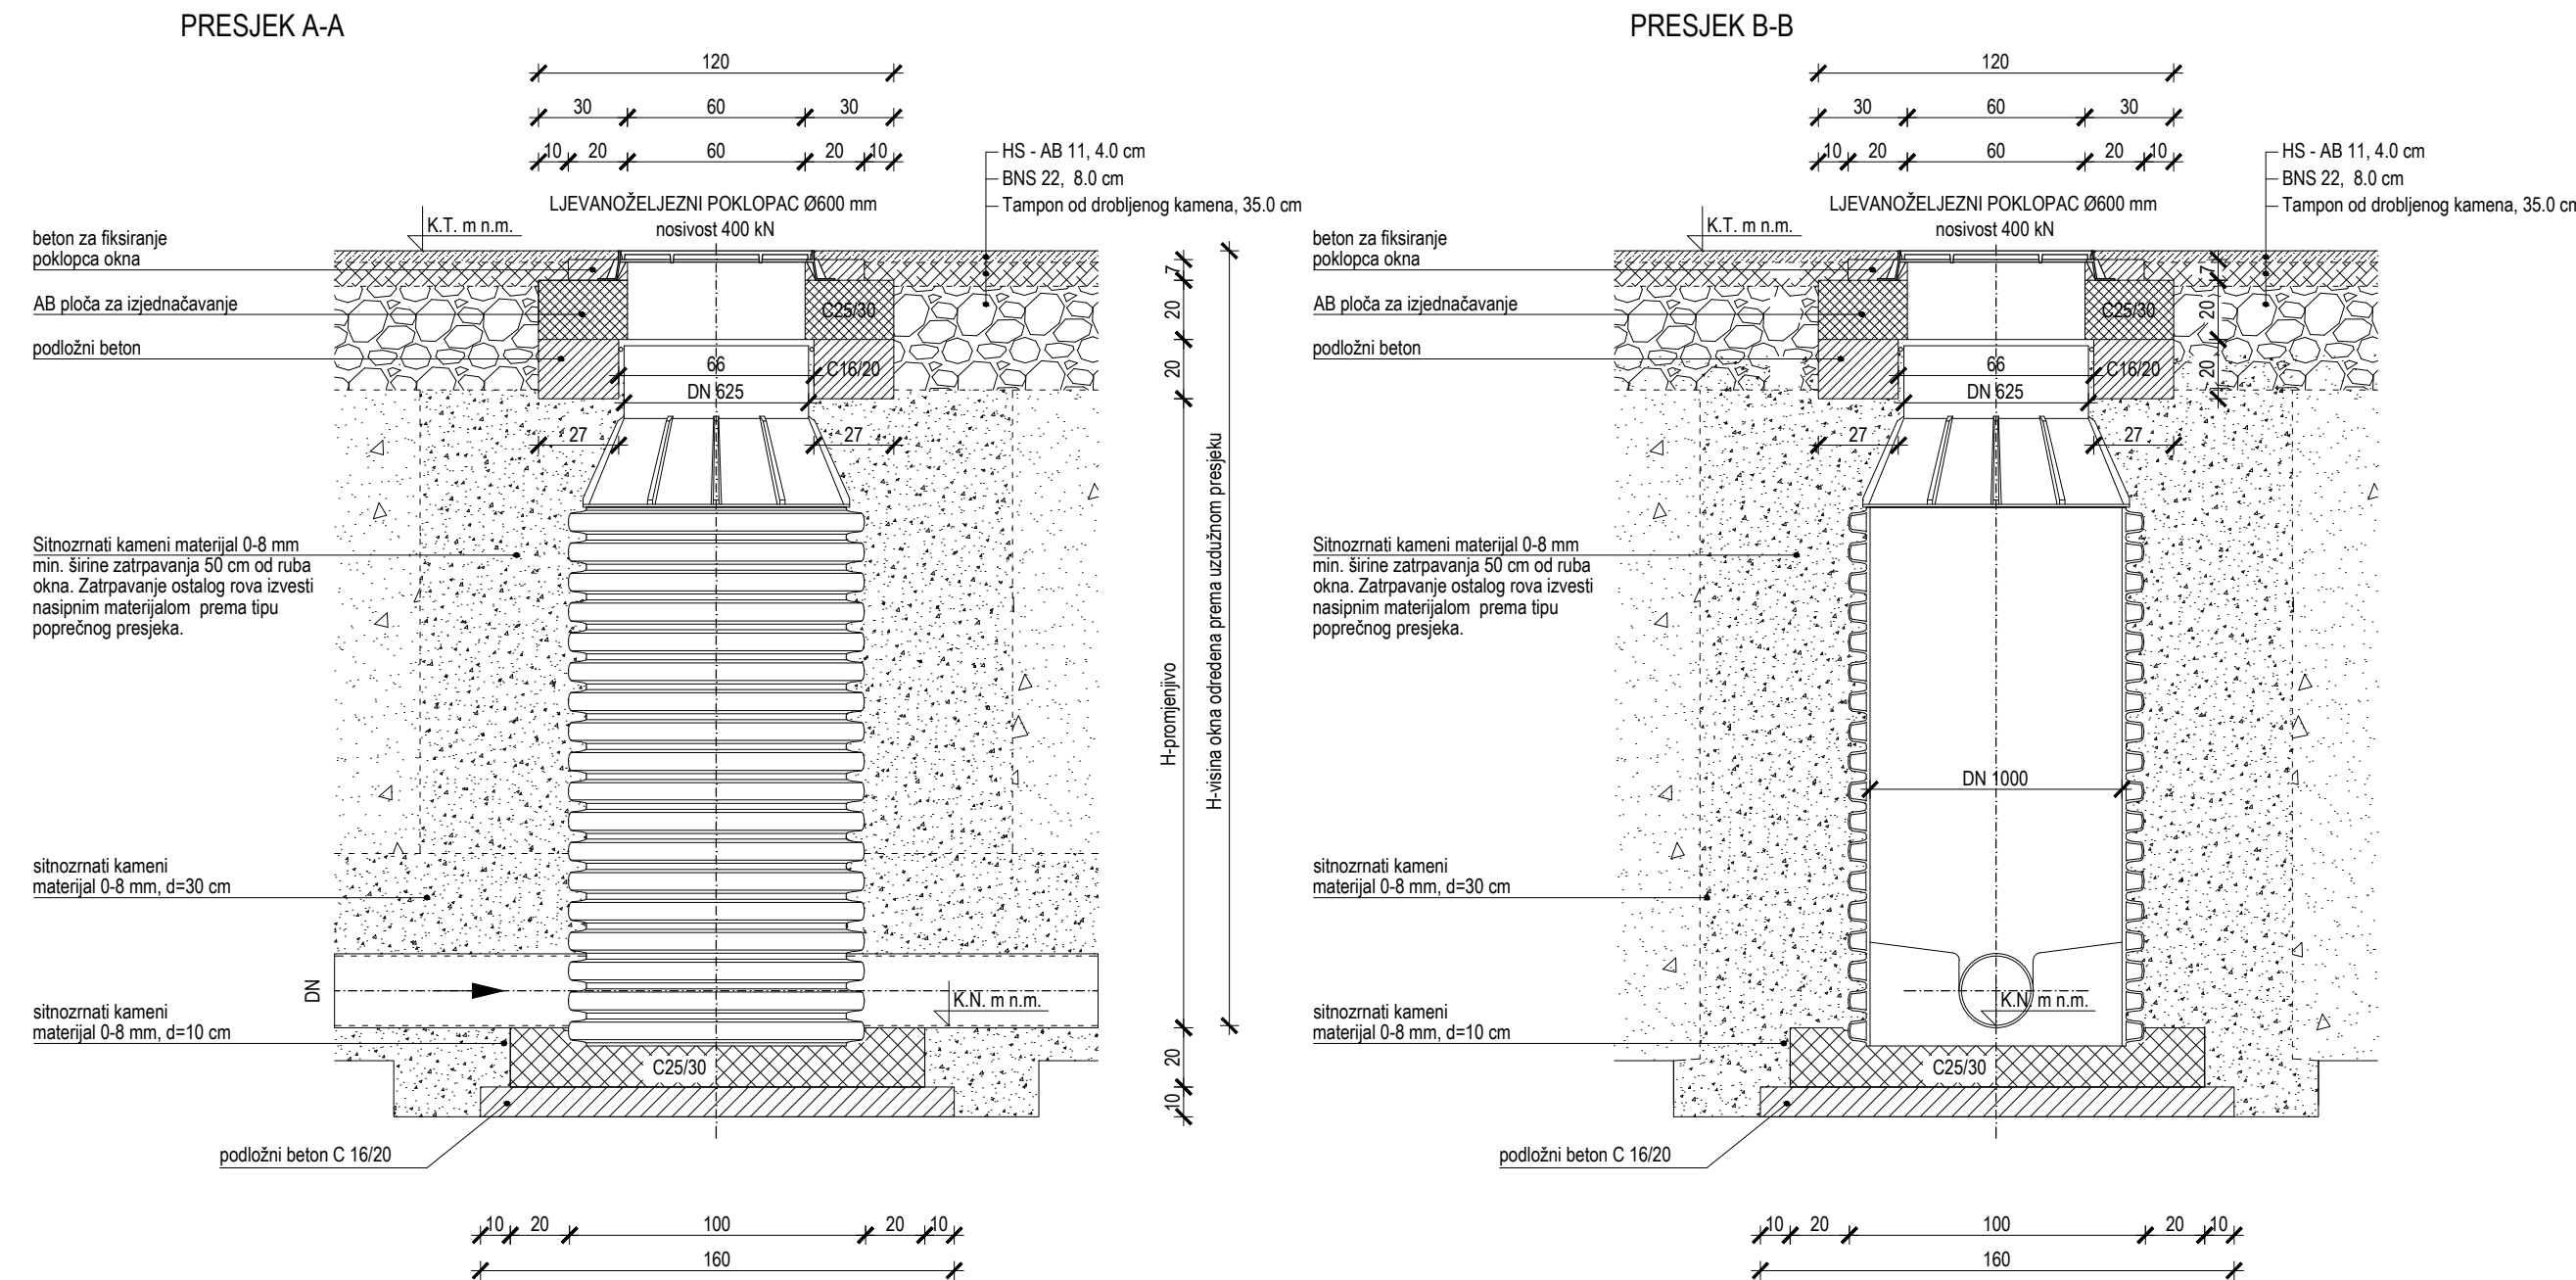 PRESJEK A-A
120
30 60 30
10 20 60 20 10
HS - AB 11, 4.0 cm
BNS 22, 8.0 cm
Tampon od drobljenog kamena, 35.0 cm
LJEVANOŽELJEZNI POKLOPAC Ø600 mm
nosivost 400 kN
K.T. m n.m.
beton za fiksiranje
poklopca okna
AB ploča za izjednačavanje
podložni beton
C25/30
C16/20
66
DN 625
27 27
7
20
20
Sitnozrnati kameni materijal 0-8 mm
min. širine zatrpavanja 50 cm od ruba
okna. Zatrpavanje ostalog rova izvesti
nasipnim materijalom prema tipu
poprečnog presjeka.
H-promjenjivo
H-visina okna određena prema uzdužnom presjeku
sitnozrnati kameni
materijal 0-8 mm, d=30 cm
DN
K.N. m n.m.
sitnozrnati kameni
materijal 0-8 mm, d=10 cm
C25/30
20
10
podložni beton C 16/20
10 20 100 20 10
160
PRESJEK B-B
120
30 60 30
10 20 60 20 10
HS - AB 11, 4.0 cm
BNS 22, 8.0 cm
Tampon od drobljenog kamena, 35.0 cm
LJEVANOŽELJEZNI POKLOPAC Ø600 mm
nosivost 400 kN
K.T. m n.m.
beton za fiksiranje
poklopca okna
AB ploča za izjednačavanje
podložni beton
C25/30
C16/20
66
DN 625
27 27
7
20
20
Sitnozrnati kameni materijal 0-8 mm
min. širine zatrpavanja 50 cm od ruba
okna. Zatrpavanje ostalog rova izvesti
nasipnim materijalom prema tipu
poprečnog presjeka.
DN 1000
sitnozrnati kameni
materijal 0-8 mm, d=30 cm
K.N. m n.m.
sitnozrnati kameni
materijal 0-8 mm, d=10 cm
C25/30
podložni beton C 16/20
10 20 100 20 10
160